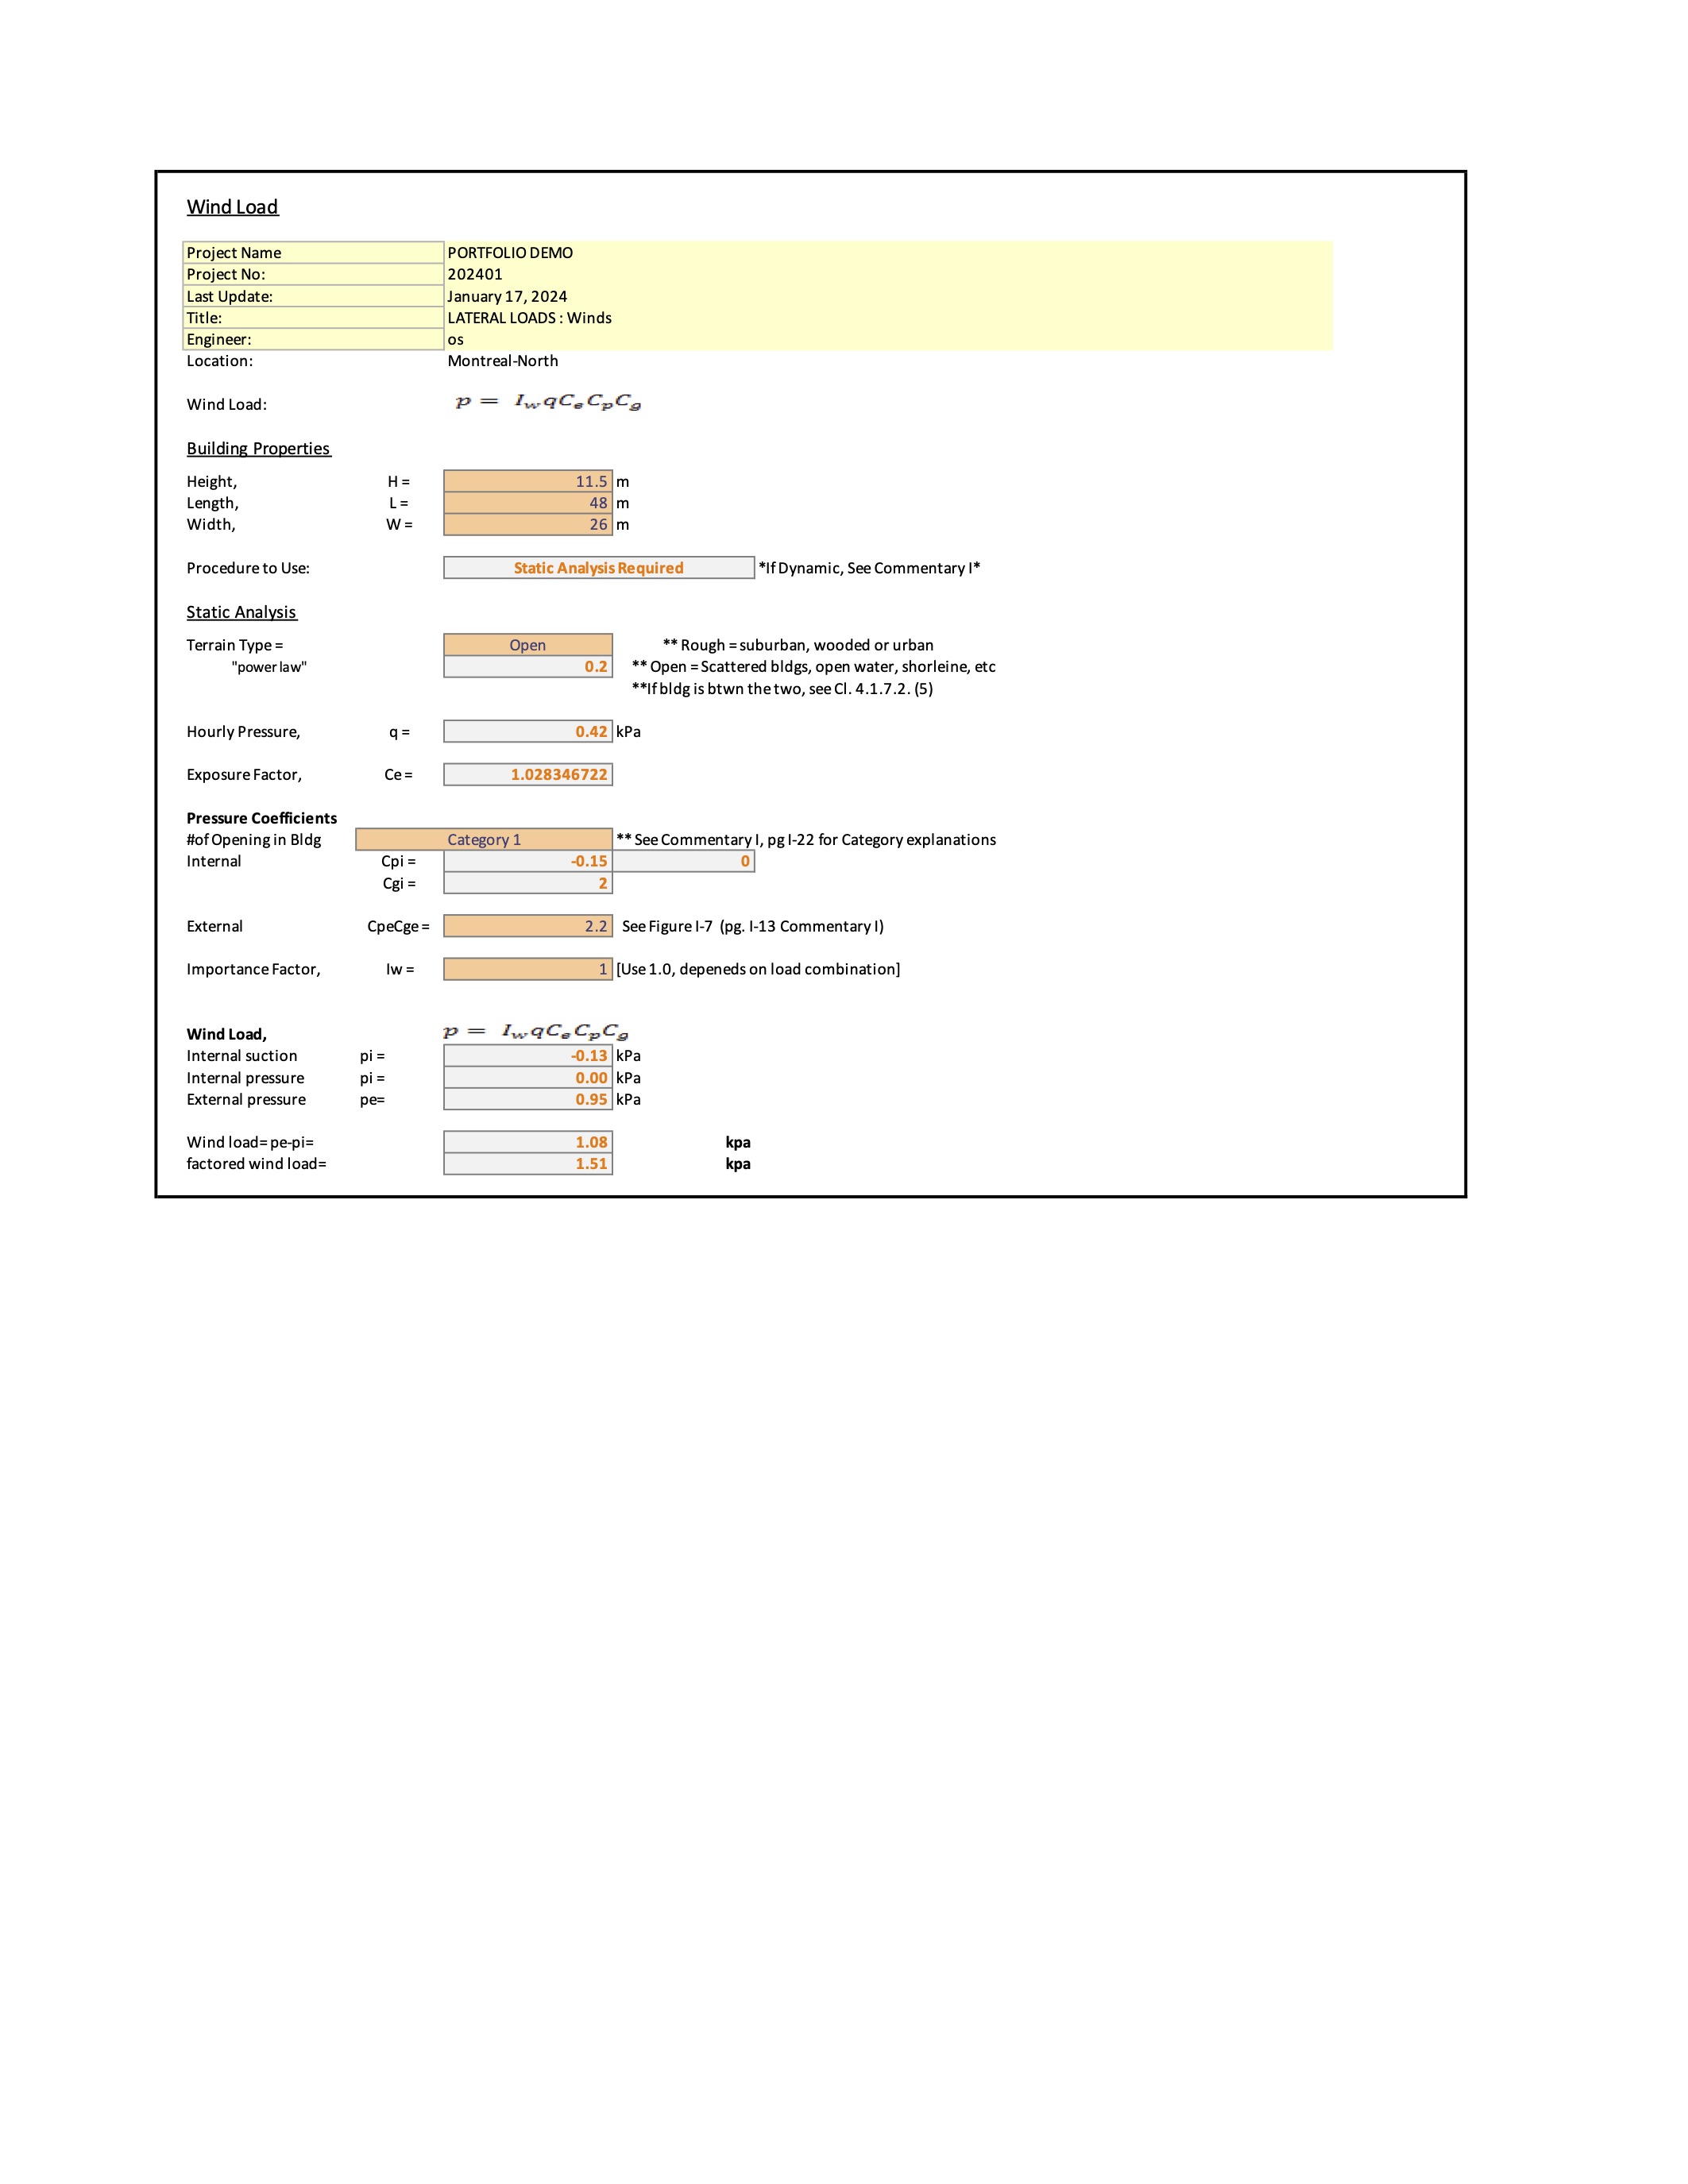 Wind Load
Project Name PORTFOLIO DEMO
Project No: 202401
Last Update: January 17, 2024
Title: LATERAL LOADS : Winds
Engineer: os
Location: Montreal-North
Wind Load: p = IwqCeCpCg
Building Properties
Height, H = 11.5 m
Length, L = 48 m
Width, W = 26 m
Procedure to Use: Static Analysis Required *If Dynamic, See Commentary I*
Static Analysis
Terrain Type = Open ** Rough = suburban, wooded or urban
"power law" 0.2 ** Open = Scattered bldgs, open water, shorleine, etc
**If bldg is btwn the two, see Cl. 4.1.7.2. (5)
Hourly Pressure, q = 0.42 kPa
Exposure Factor, Ce = 1.028346722
Pressure Coefficients
#of Opening in Bldg Category 1 ** See Commentary I, pg I-22 for Category explanations
Internal Cpi = -0.15 0
Cgi = 2
External CpeCge = 2.2 See Figure I-7 (pg. I-13 Commentary I)
Importance Factor, Iw = 1 [Use 1.0, depeneds on load combination]
Wind Load, p = IwqCeCpCg
Internal suction pi = -0.13 kPa
Internal pressure pi = 0.00 kPa
External pressure pe= 0.95 kPa
Wind load= pe-pi= 1.08 kpa
factored wind load= 1.51 kpa